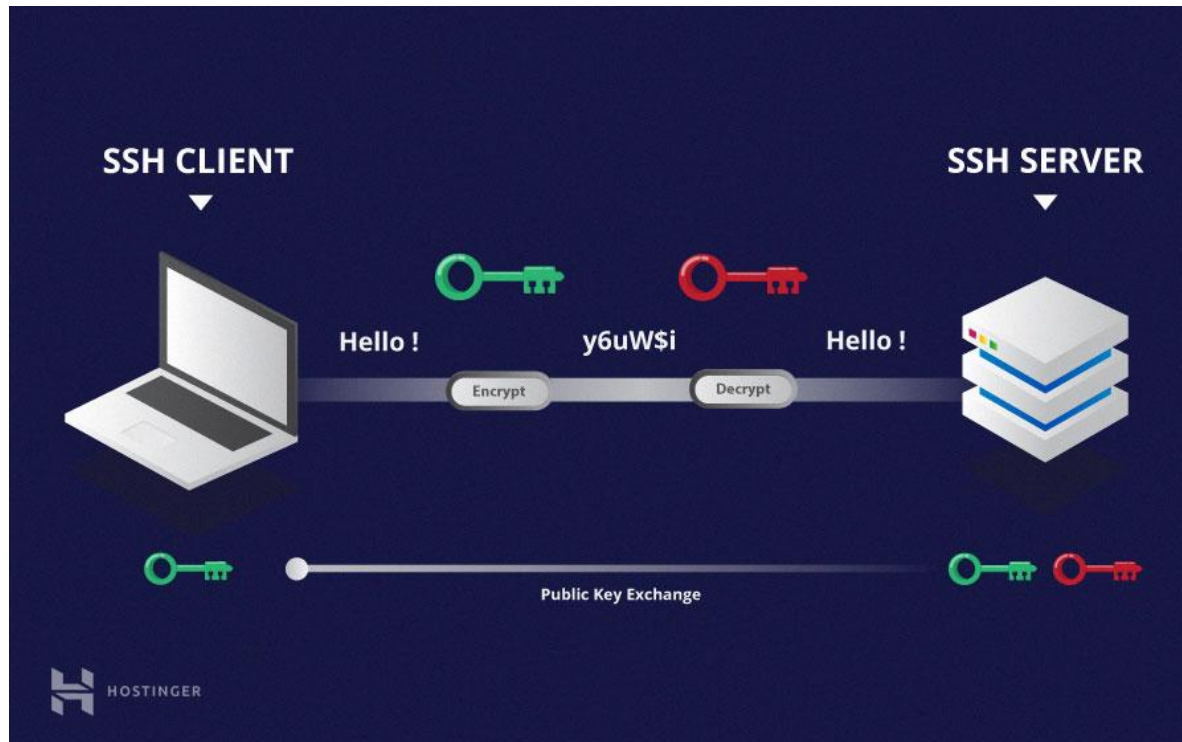 SSH CLIENT
SSH SERVER
Hello !
y6uW$i
Hello !
Encrypt
Decrypt
Public Key Exchange
HOSTINGER